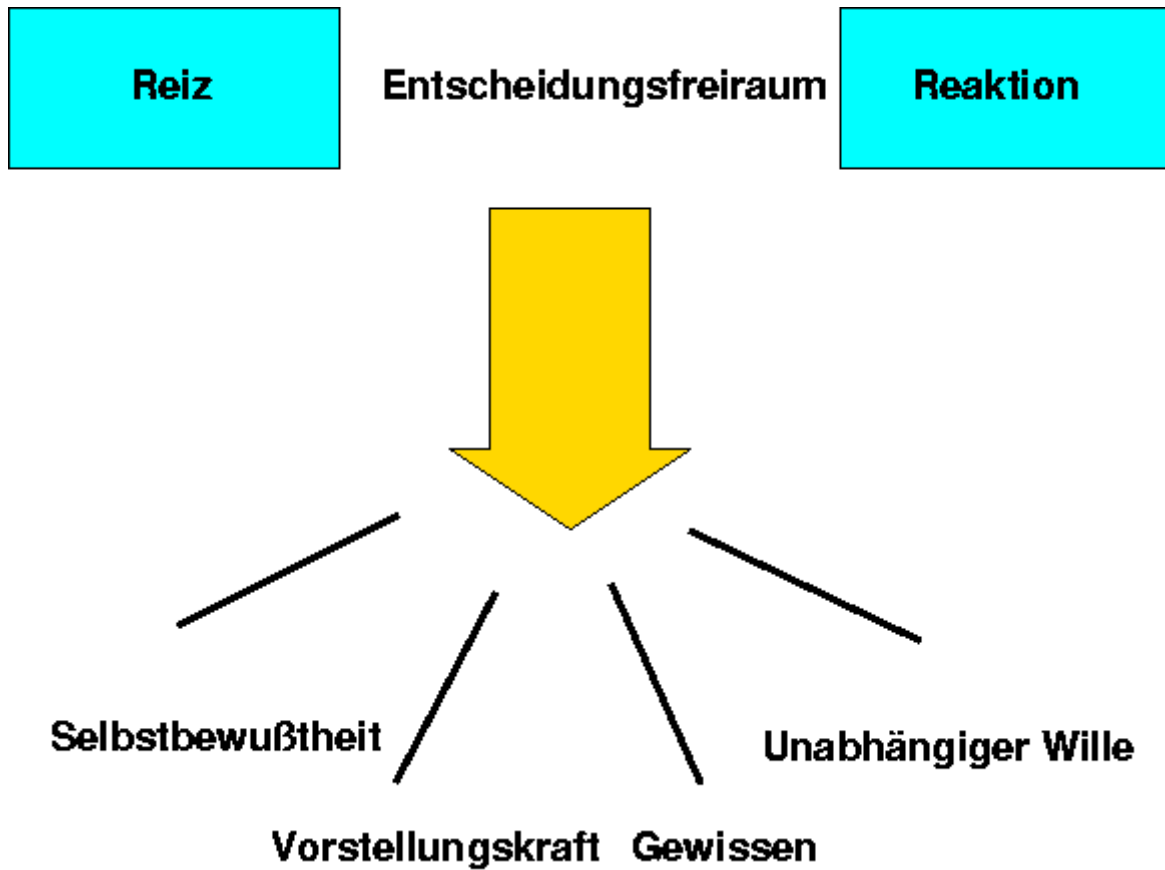 Reiz Entscheidungsfreiraum Reaktion
Selbstbewußtheit
Unabhängiger Wille
Vorstellungskraft Gewissen